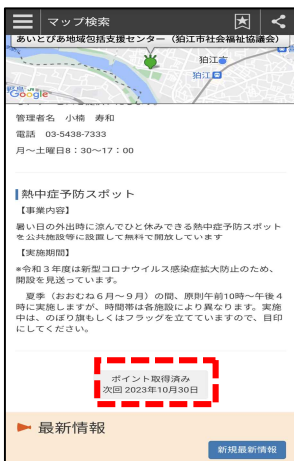 マップ検索
あいとぴあ地域包括支援センター（狛江市社会福祉協議会）
狛江
狛江
Google
管理者名 小楠 寿和
電話 03-5438-7333
月～土曜日8：30～17：00
熱中症予防スポット
【事業内容】
暑い日の外出時に涼んでひと休みできる熱中症予防スポット
を公共施設等に設置して無料で開放しています
【実施期間】
*令和３年度は新型コロナウイルス感染症拡大防止のため、
開設を見送っています。
夏季（おおむね６月～９月）の間、原則午前10時～午後４
時に実施しますが、時間帯は各施設により異なります。実施
中は、のぼり旗もしくはフラッグを立てていますので、目印
にしてください。
ポイント取得済み
次回 2023年10月30日
最新情報
新規最新情報